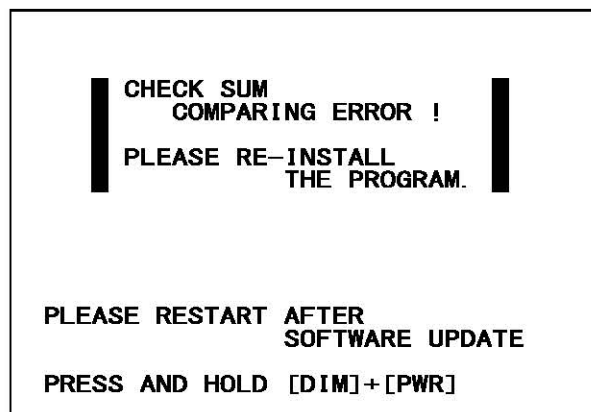 CHECK SUM
COMPARING ERROR !
PLEASE RE-INSTALL
THE PROGRAM.
PLEASE RESTART AFTER
SOFTWARE UPDATE
PRESS AND HOLD [DIM]+[PWR]